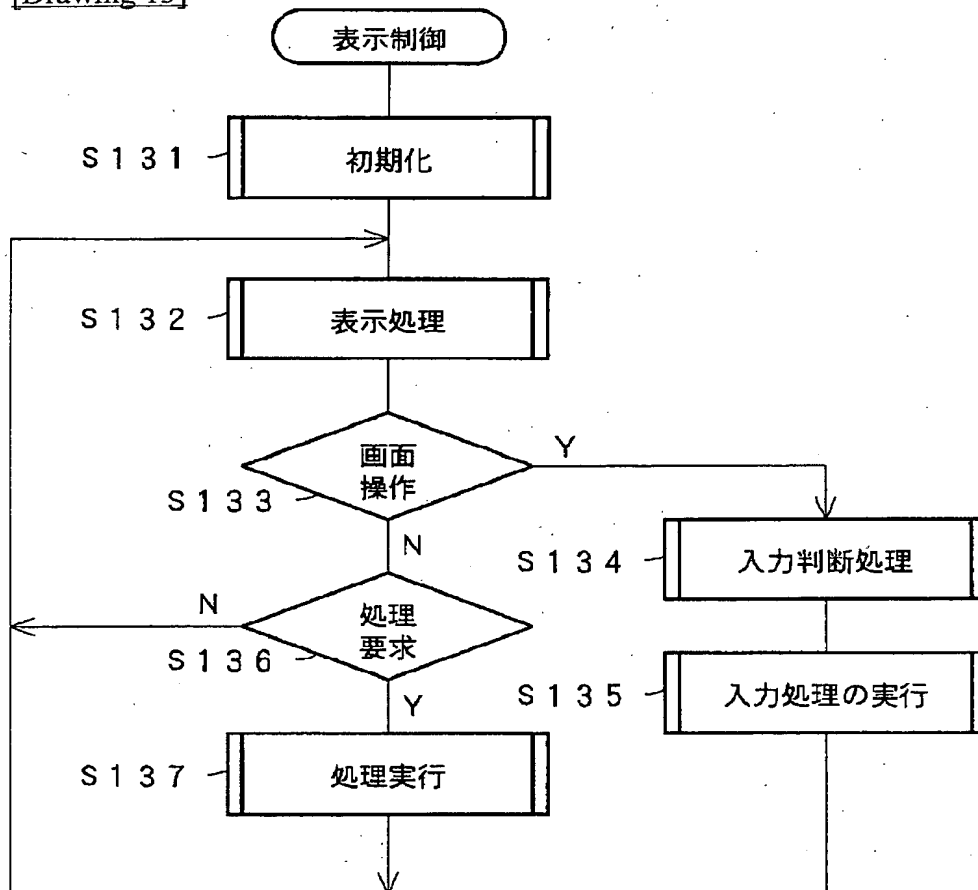 [Drawing 13]
表示制御
S131
初期化
S132
表示処理
画面
操作
S133
Y
N
S134
入力判断処理
処理
要求
S136
N
Y
S135
入力処理の実行
S137
処理実行